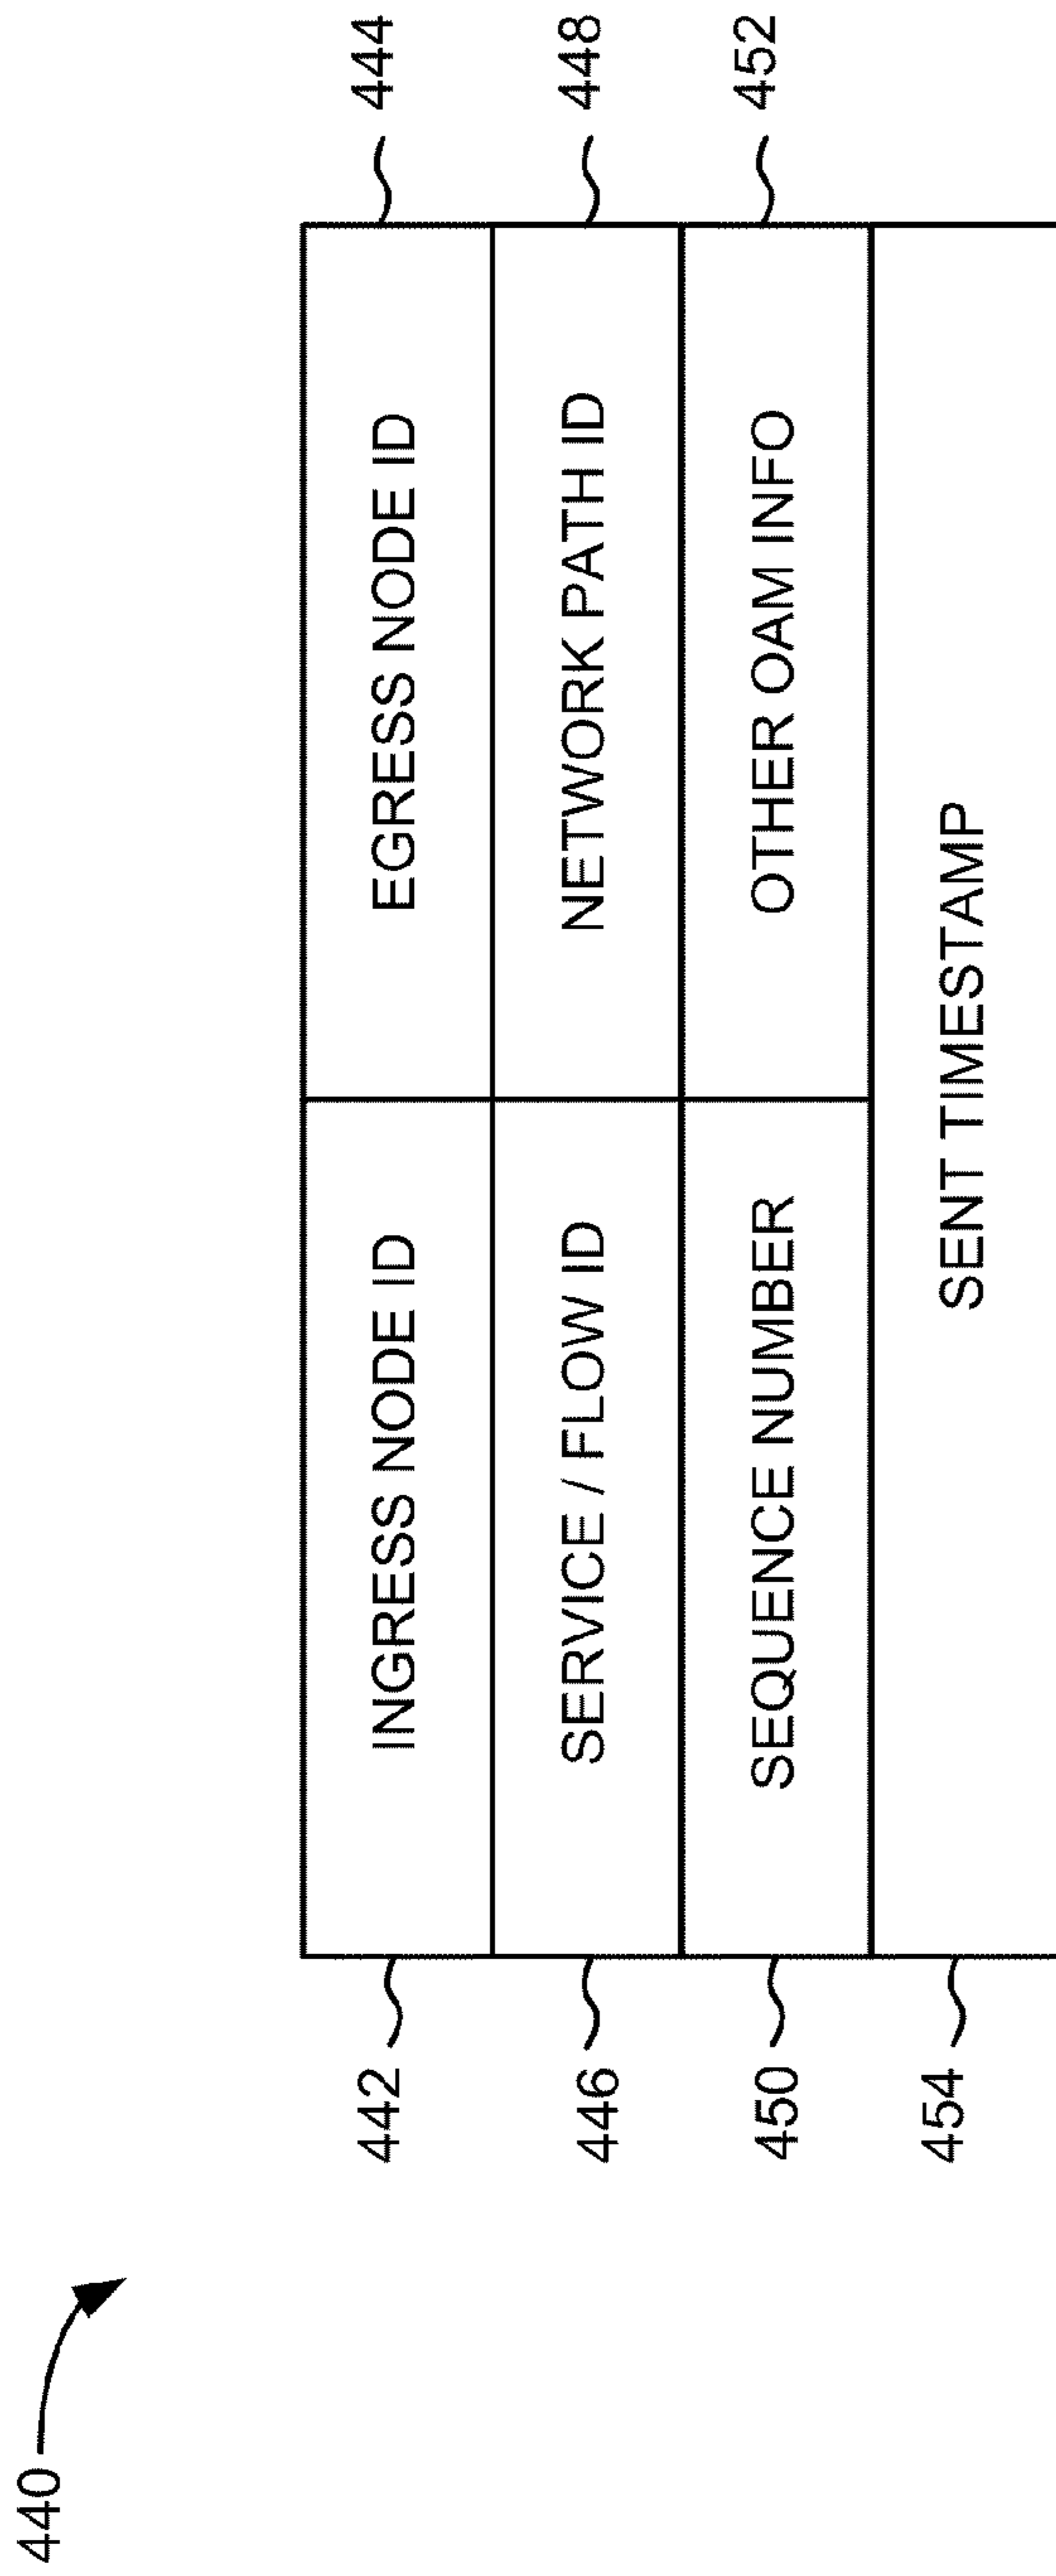 440
442
INGRESS NODE ID
EGRESS NODE ID
444
446
SERVICE / FLOW ID
NETWORK PATH ID
448
450
SEQUENCE NUMBER
OTHER OAM INFO
452
454
SENT TIMESTAMP